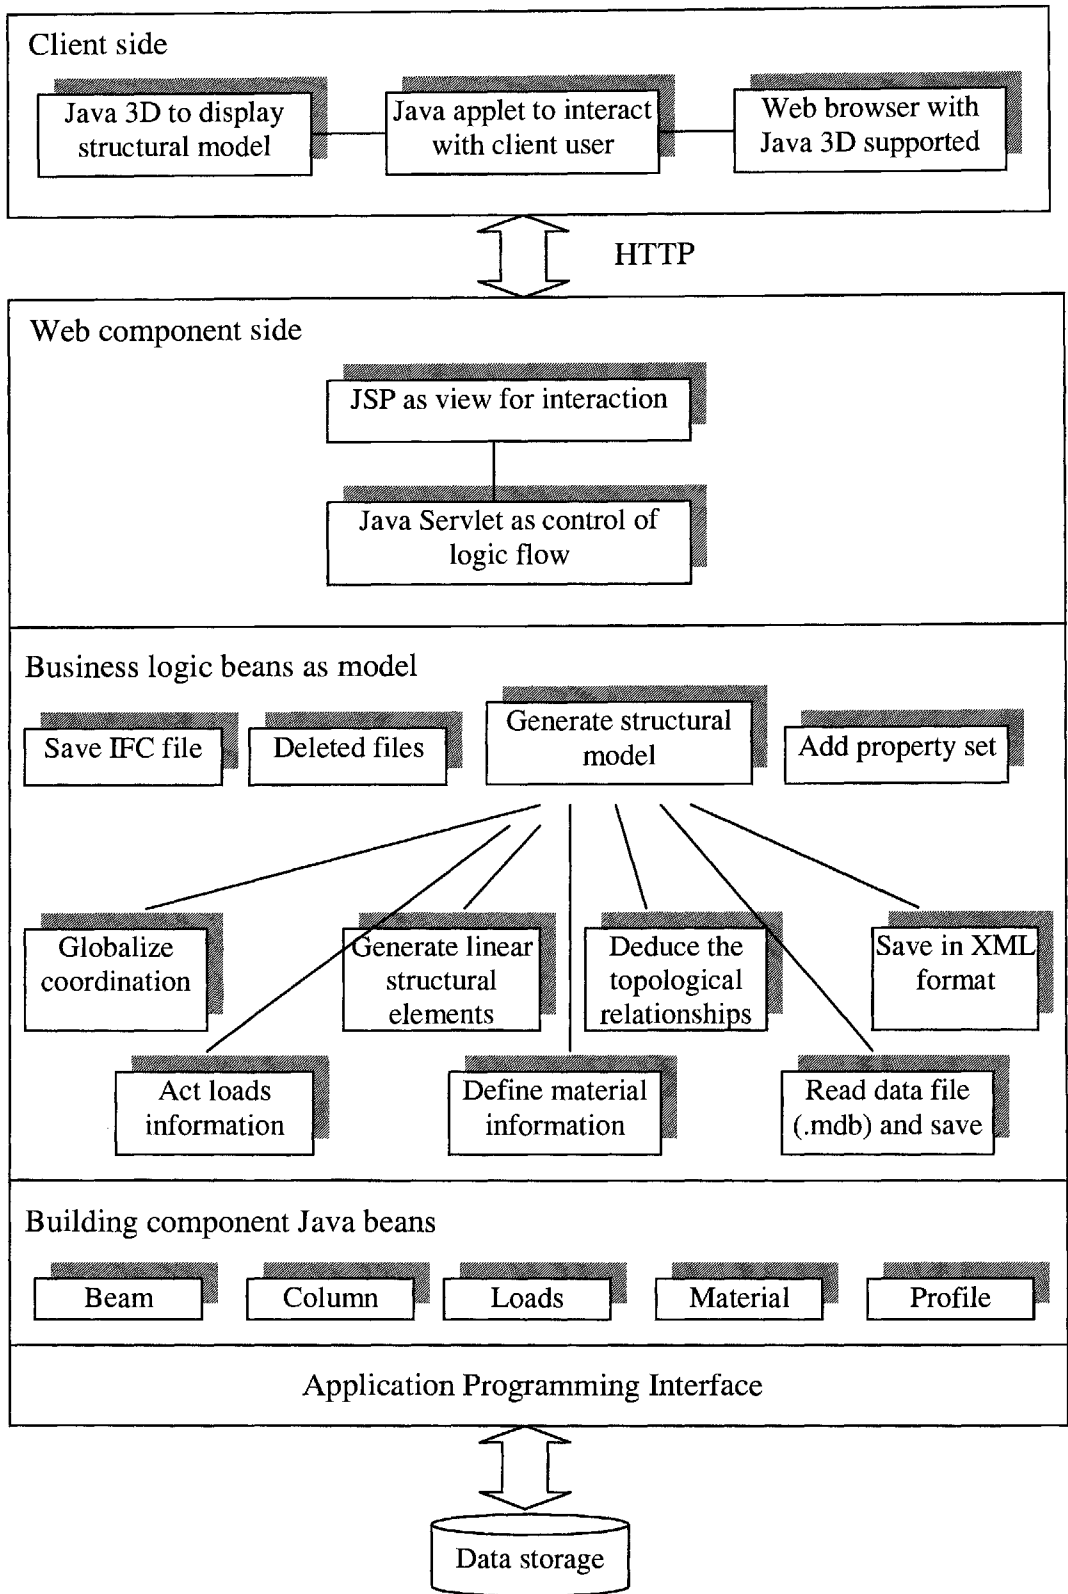 Client side
Java 3D to display
structural model
Java applet to interact
with client user
Web browser with
Java 3D supported
HTTP
Web component side
JSP as view for interaction
Java Servlet as control of
logic flow
Business logic beans as model
Save IFC file
Deleted files
Generate structural
model
Add property set
Globalize
coordination
Generate linear
structural
elements
Deduce the
topological
relationships
Save in XML
format
Act loads
information
Define material
information
Read data file
(.mdb) and save
Building component Java beans
Beam
Column
Loads
Material
Profile
Application Programming Interface
Data storage